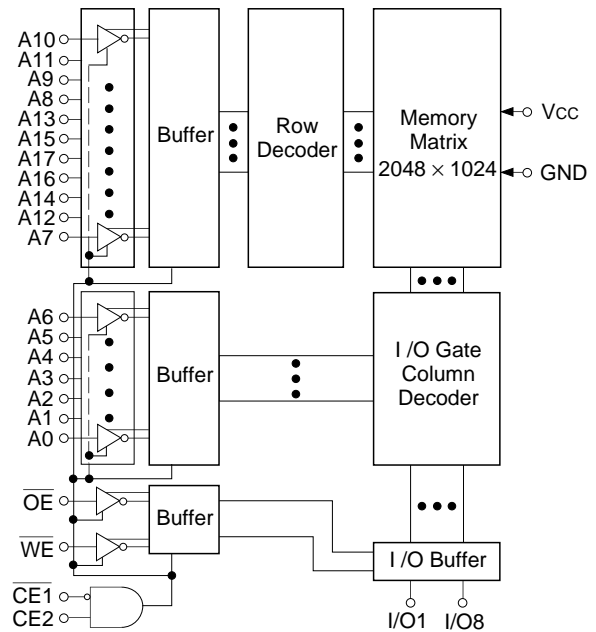 A10
A11
A9
A8
A13
A15
A17
A16
A14
A12
A7
Buffer
Row
Decoder
Memory
Matrix
2048 × 1024
VCC
GND
A6
A5
A4
A3
A2
A1
A0
Buffer
I /O Gate
Column
Decoder
OE
WE
Buffer
I /O Buffer
CE1
CE2
I/O1
I/O8